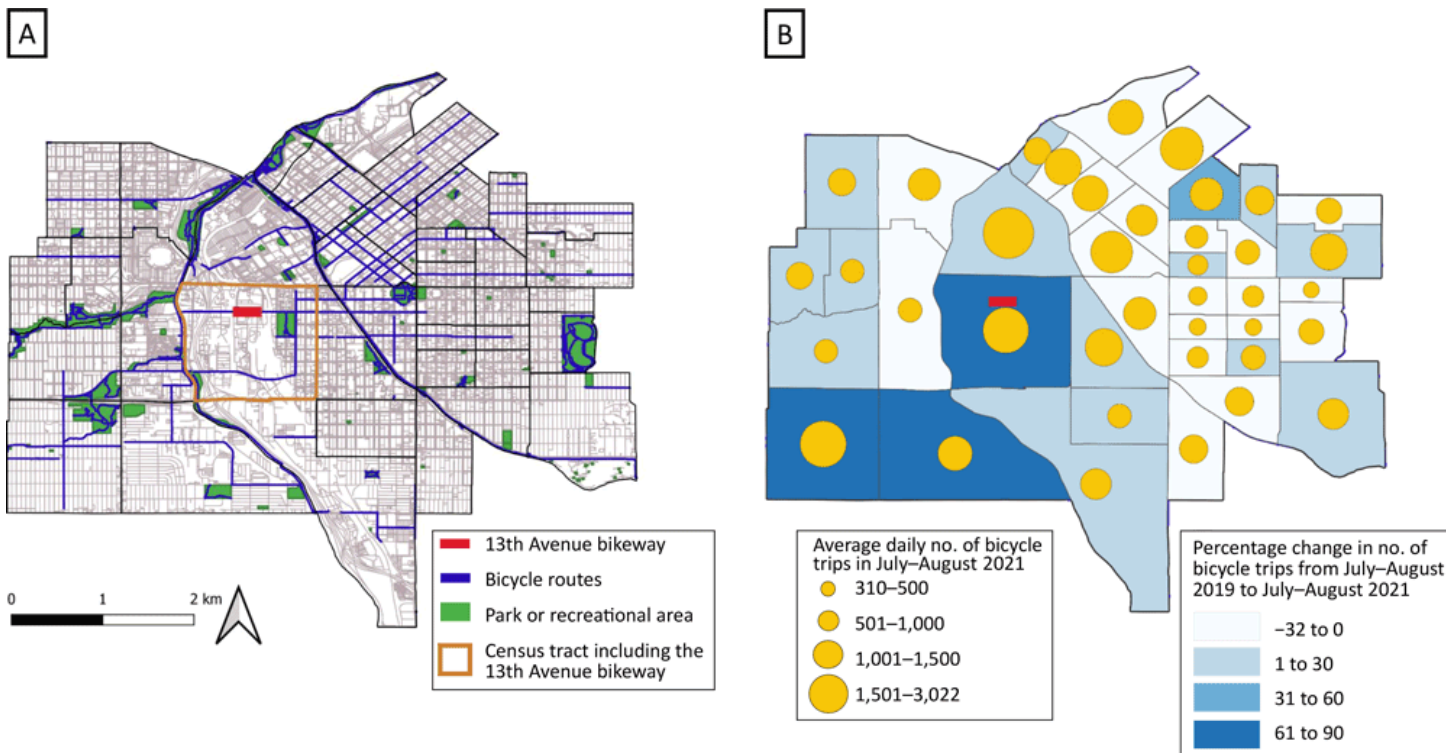 A
13th Avenue bikeway
Bicycle routes
Park or recreational area
Census tract including the
13th Avenue bikeway
0 1 2 km
B
Average daily no. of bicycle
trips in July–August 2021
310–500
501–1,000
1,001–1,500
1,501–3,022
Percentage change in no. of
bicycle trips from July–August
2019 to July–August 2021
−32 to 0
1 to 30
31 to 60
61 to 90